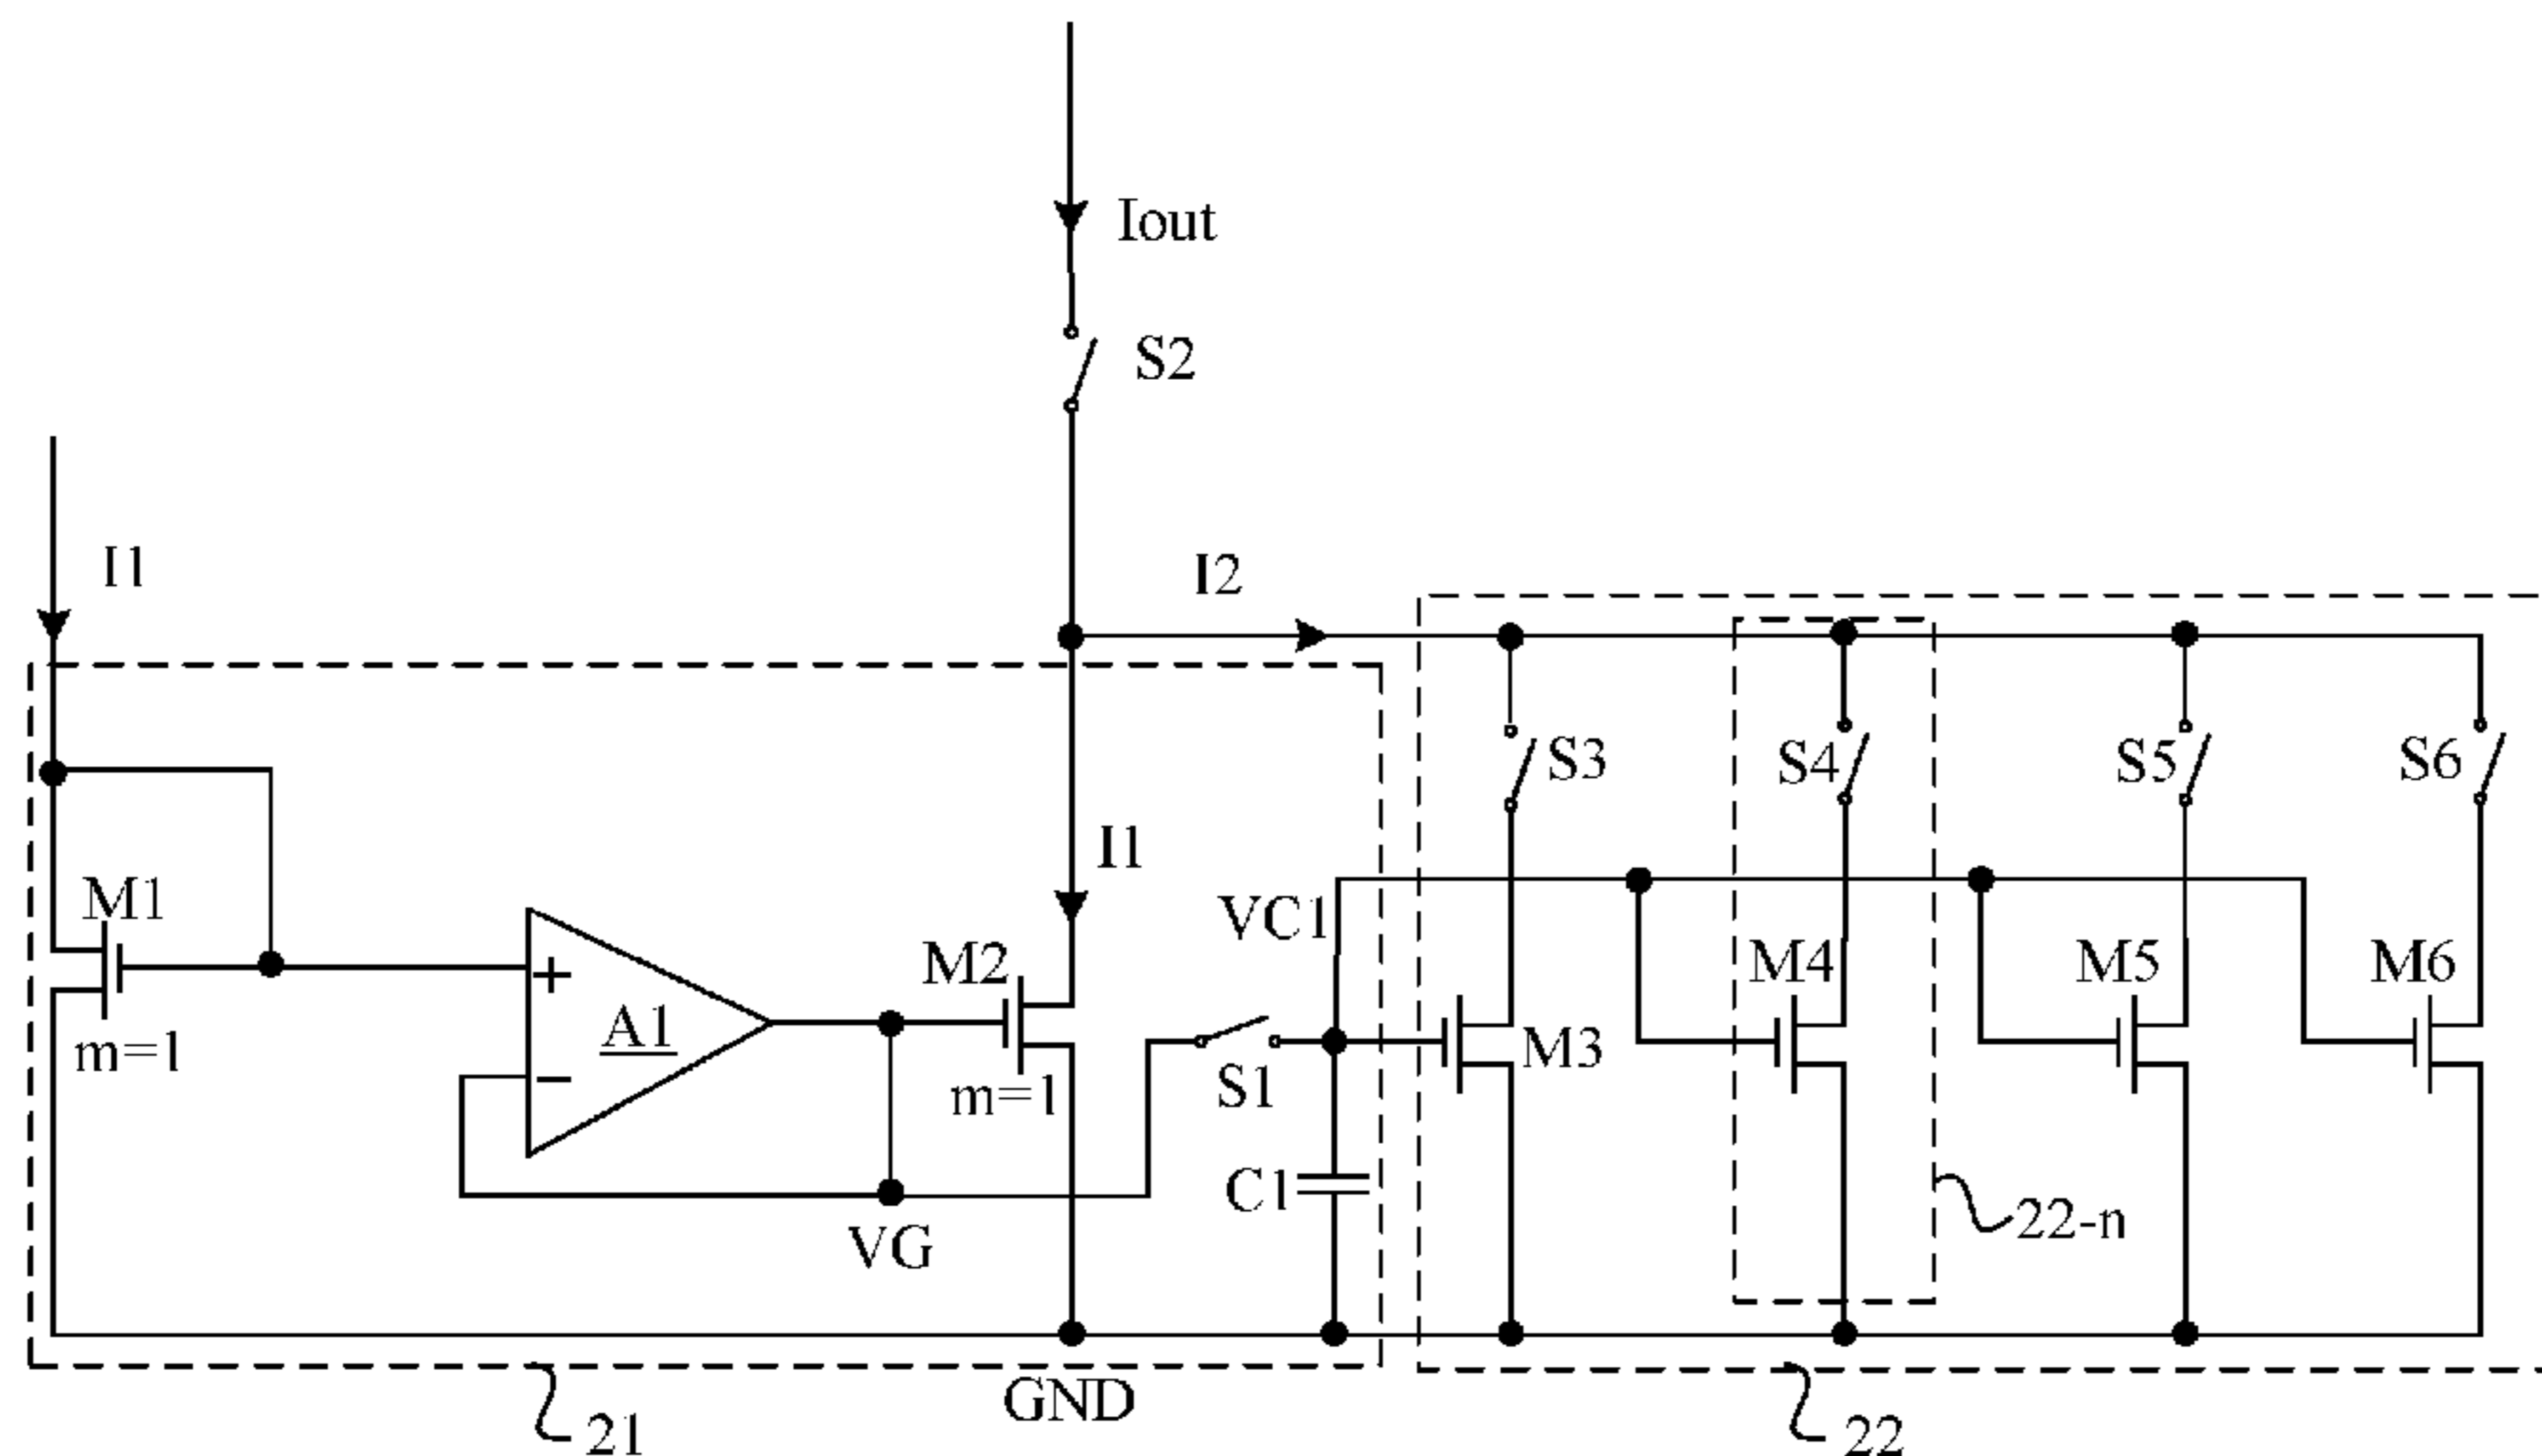 Iout
S2
I1
I2
S3
S4
S5
S6
I1
M1
VC1
M2
M4
M5
M6
+
A1
M3
m=1
−
m=1
S1
C1
22-n
VG
GND
21
22